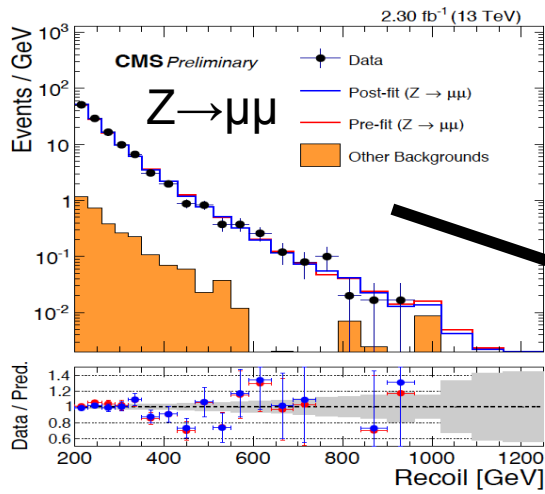 2.30 fb⁻¹ (13 TeV)
Events / GeV
10³
10²
10
1
10⁻¹
10⁻²
CMS Preliminary
Z→μμ
Data
Post-fit (Z → μμ)
Pre-fit (Z → μμ)
Other Backgrounds
Data / Pred.
1.4
1.2
1
0.8
0.6
200 400 600 800 1000 1200
Recoil [GeV]